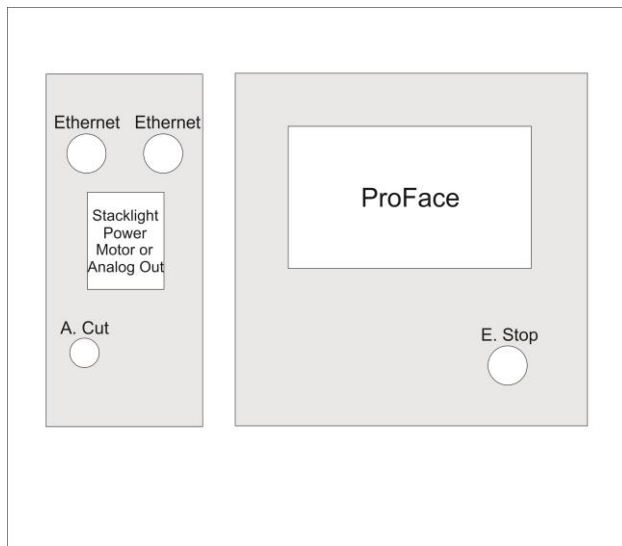 Ethernet Ethernet
Stacklight
Power
Motor or
Analog Out
A. Cut
ProFace
E. Stop